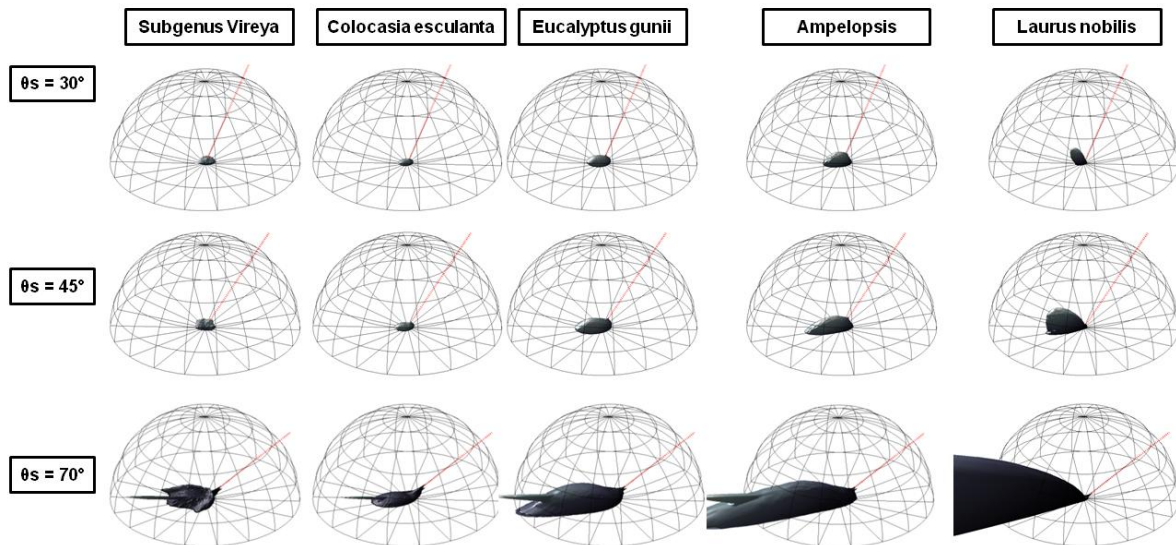 Subgenus Vireya
Colocasia esculanta
Eucalyptus gunii
Ampelopsis
Laurus nobilis
θs = 30°
θs = 45°
θs = 70°